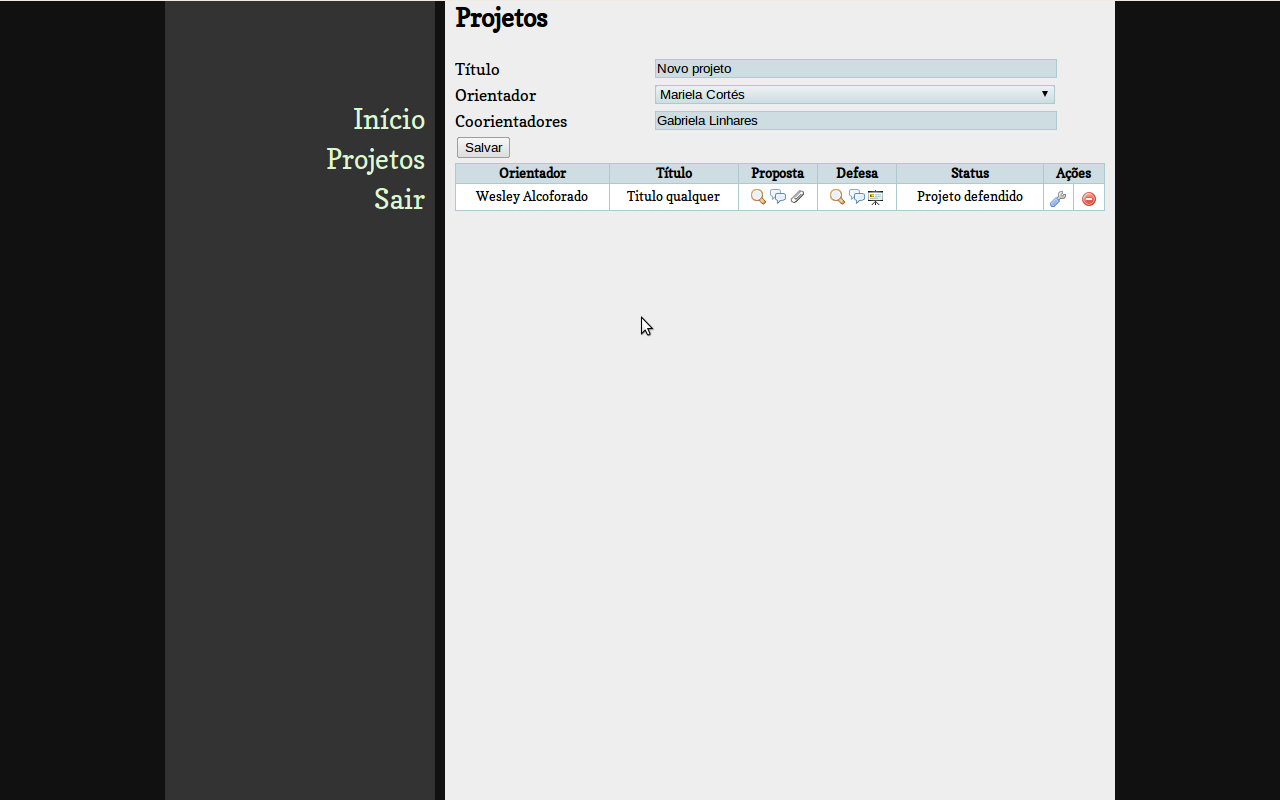 Projetos
Início
Projetos
Sair
Título Novo projeto
Orientador Mariela Cortés
Coorientadores Gabriela Linhares
Salvar
Orientador Título Proposta Defesa Status Ações
Wesley Alcoforado Titulo qualquer Projeto defendido